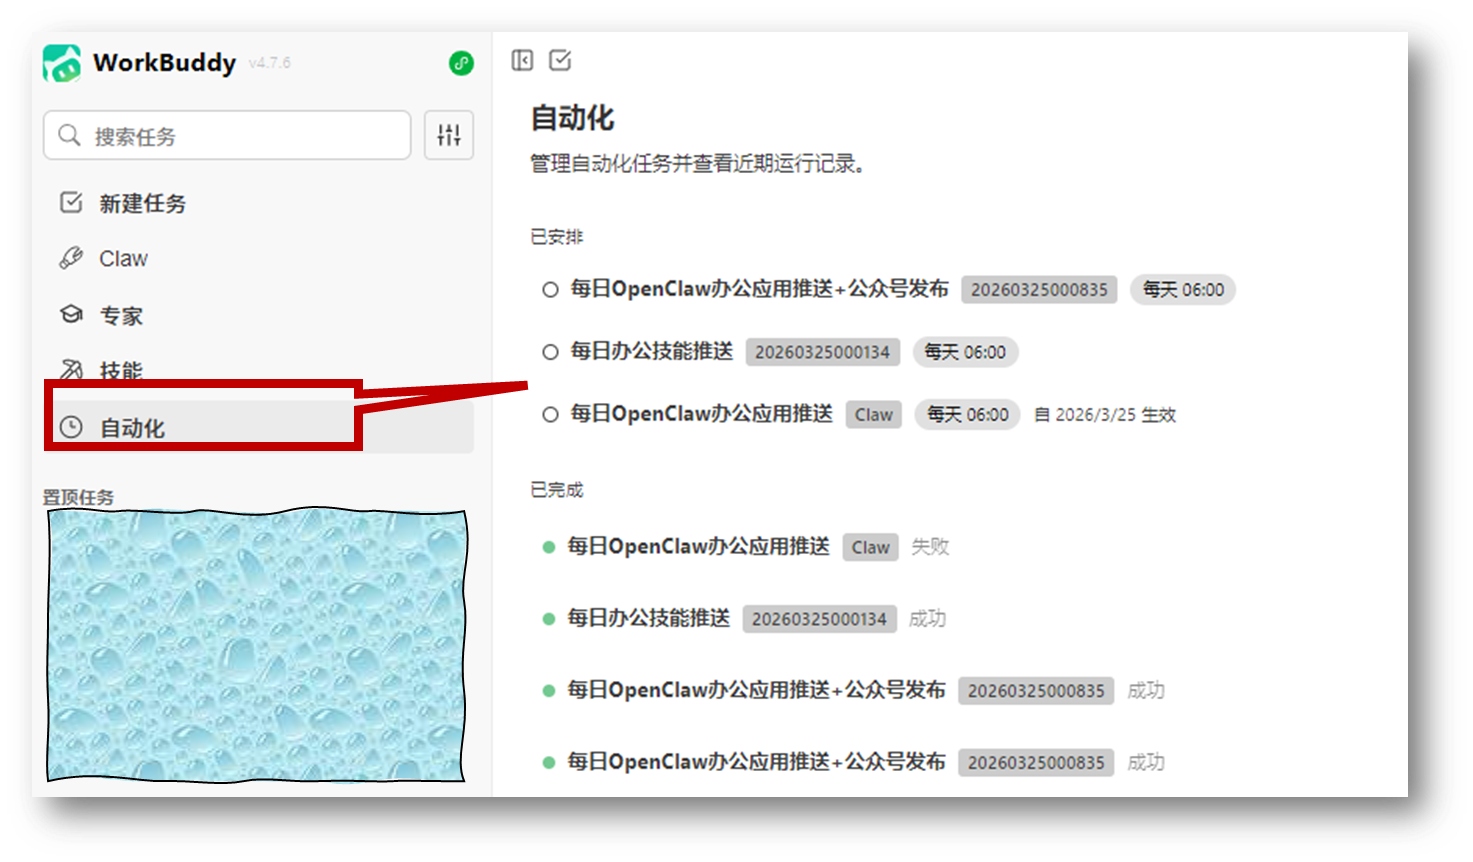 WorkBuddy v4.7.6
搜索任务
新建任务
Claw
专家
技能
自动化
置顶任务
自动化
管理自动化任务并查看近期运行记录。
已安排
每日OpenClaw办公应用推送+公众号发布 20260325000835 每天 06:00
每日办公技能推送 20260325000134 每天 06:00
每日OpenClaw办公应用推送 Claw 每天 06:00 自 2026/3/25 生效
已完成
每日OpenClaw办公应用推送 Claw 失败
每日办公技能推送 20260325000134 成功
每日OpenClaw办公应用推送+公众号发布 20260325000835 成功
每日OpenClaw办公应用推送+公众号发布 20260325000835 成功